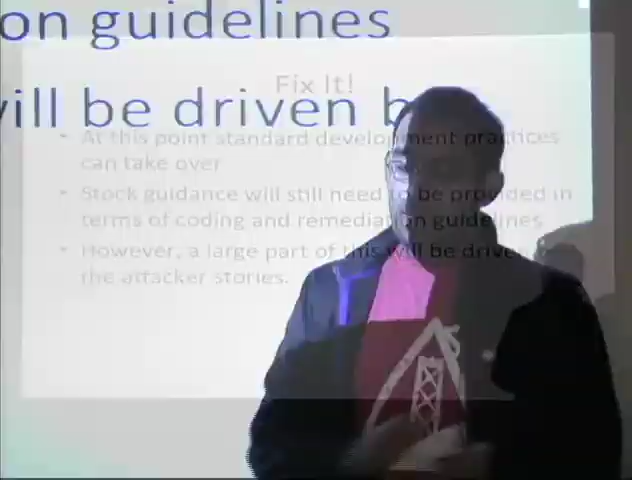 on guidelines
will be driven b
Fix It!
• At this point standard development practices
can take over
• Stock guidance will still need to be provided in
terms of coding and remediation guidelines
• However, a large part of this will be driven
the attacker stories.